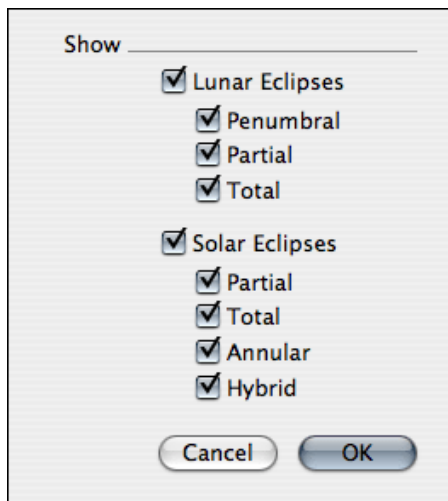 Show
Lunar Eclipses
Penumbral
Partial
Total
Solar Eclipses
Partial
Total
Annular
Hybrid
Cancel OK